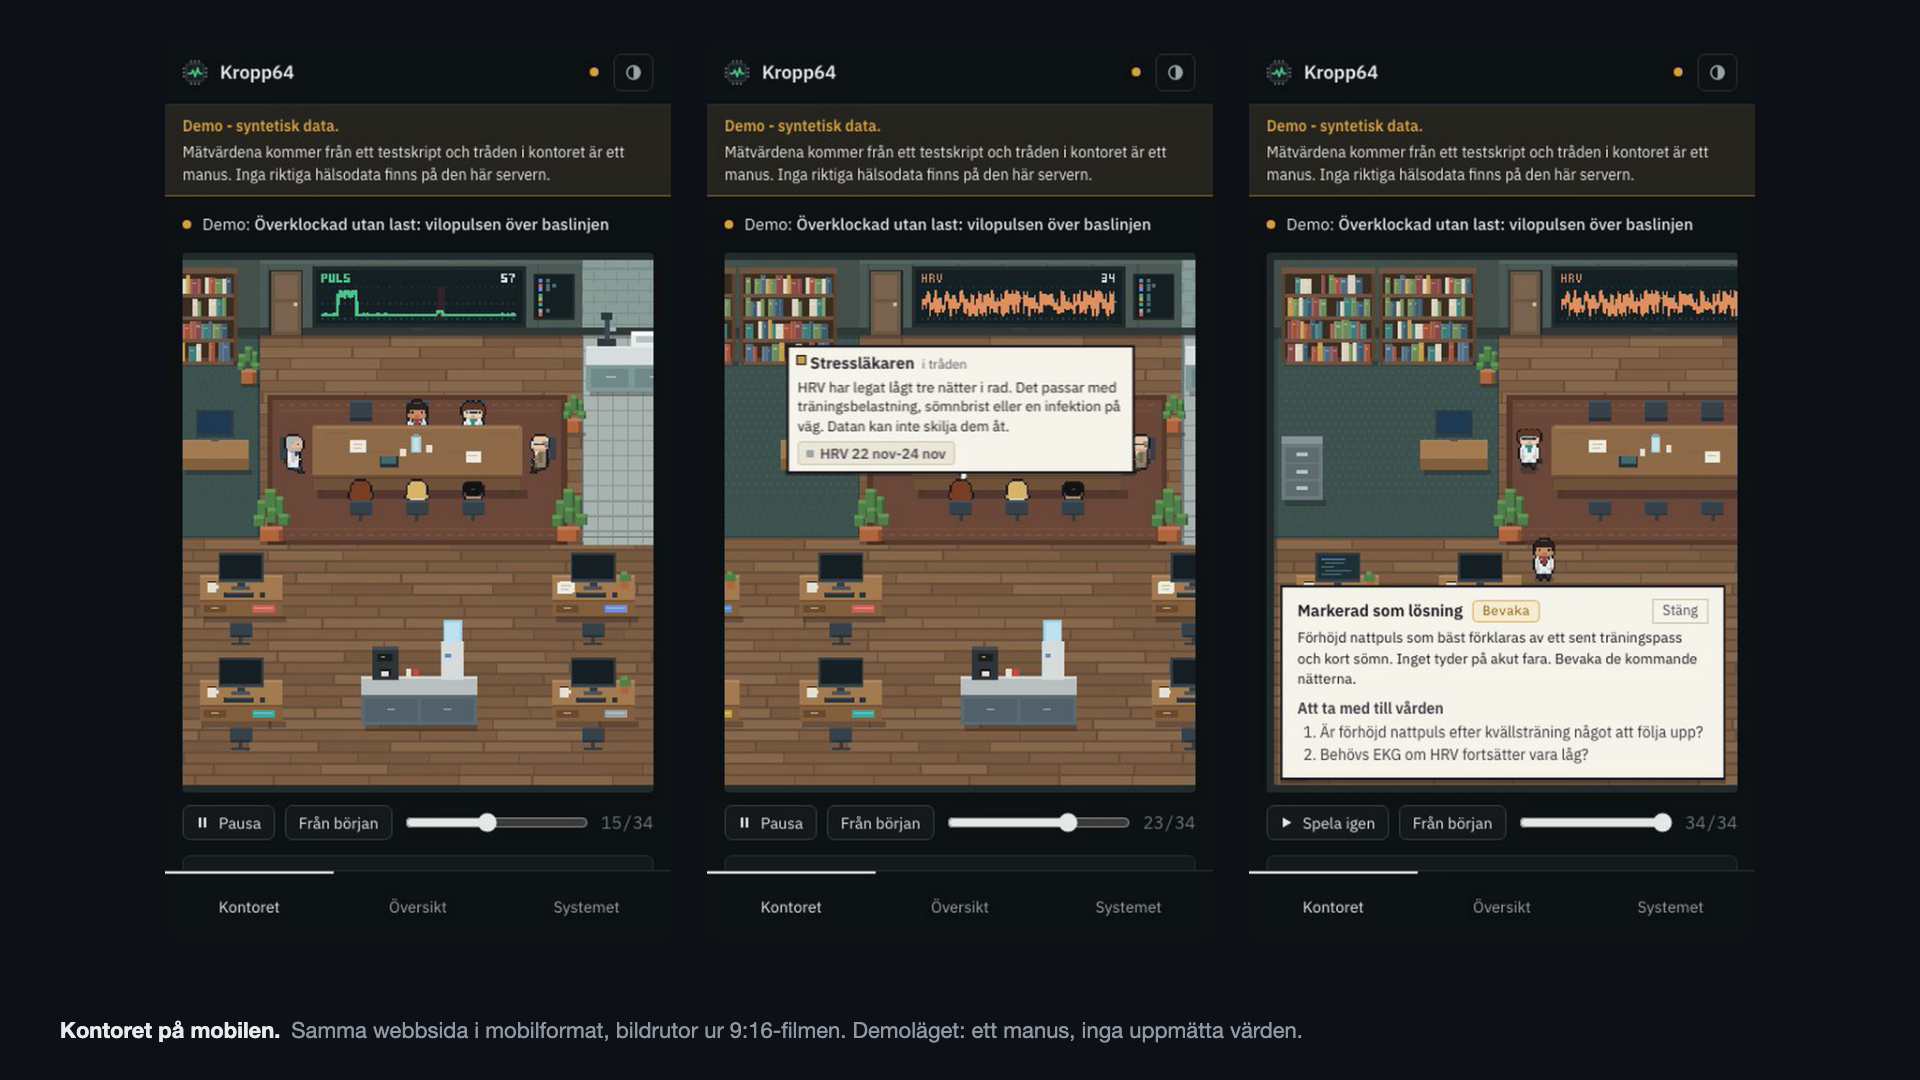 Kropp64
Demo - syntetisk data.
Mätvärdena kommer från ett testskript och tråden i kontoret är ett
manus. Inga riktiga hälsodata finns på den här servern.
Demo: Överklockad utan last: vilopulsen över baslinjen
PULS 57
Pausa
Från början
15/34
Kontoret
Översikt
Systemet
Kropp64
Demo - syntetisk data.
Mätvärdena kommer från ett testskript och tråden i kontoret är ett
manus. Inga riktiga hälsodata finns på den här servern.
Demo: Överklockad utan last: vilopulsen över baslinjen
HRV 34
Stressläkaren i tråden
HRV har legat lågt tre nätter i rad. Det passar med
träningsbelastning, sömnbrist eller en infektion på
väg. Datan kan inte skilja dem åt.
HRV 22 nov-24 nov
Pausa
Från början
23/34
Kontoret
Översikt
Systemet
Kropp64
Demo - syntetisk data.
Mätvärdena kommer från ett testskript och tråden i kontoret är ett
manus. Inga riktiga hälsodata finns på den här servern.
Demo: Överklockad utan last: vilopulsen över baslinjen
HRV
Markerad som lösning Bevaka Stäng
Förhöjd nattpuls som bäst förklaras av ett sent träningspass
och kort sömn. Inget tyder på akut fara. Bevaka de kommande
nätterna.
Att ta med till vården
1. Är förhöjd nattpuls efter kvällsträning något att följa upp?
2. Behövs EKG om HRV fortsätter vara låg?
Spela igen
Från början
34/34
Kontoret
Översikt
Systemet
Kontoret på mobilen. Samma webbsida i mobilformat, bildrutor ur 9:16-filmen. Demoläget: ett manus, inga uppmätta värden.